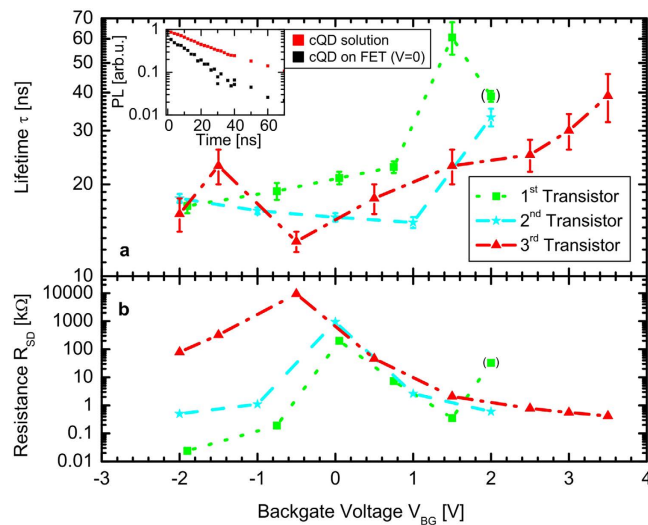 cQD solution
cQD on FET (V=0)
PL [arb.u.]
1
0.1
0.01
0 20 40 60
Time [ns]
Lifetime τ [ns]
70
60
50
40
30
20
10
( )
1st Transistor
2nd Transistor
3rd Transistor
a
b
Resistance RSD [kΩ]
10000
1000
100
10
1
0.1
0.01
( )
-3 -2 -1 0 1 2 3 4
Backgate Voltage VBG [V]